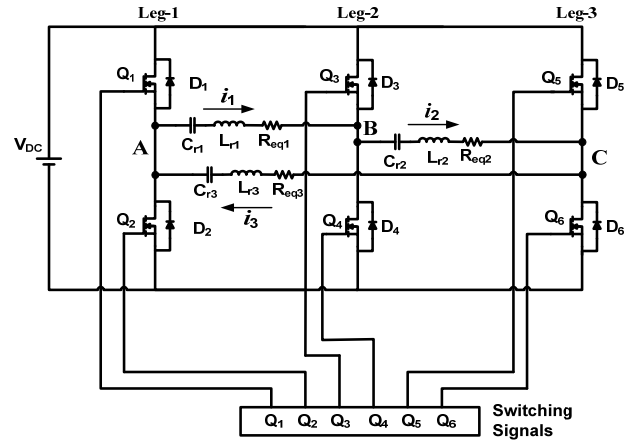 Leg-1 Leg-2 Leg-3
Q1 D1 Q3 D3 Q5 D5
i1 i2
A Cr1 Lr1 Req1 B
VDC
Cr2 Lr2 Req2 C
Cr3 Lr3 Req3
i3
Q2 D2 Q4 D4 Q6 D6
Q1 Q2 Q3 Q4 Q5 Q6
Switching
Signals